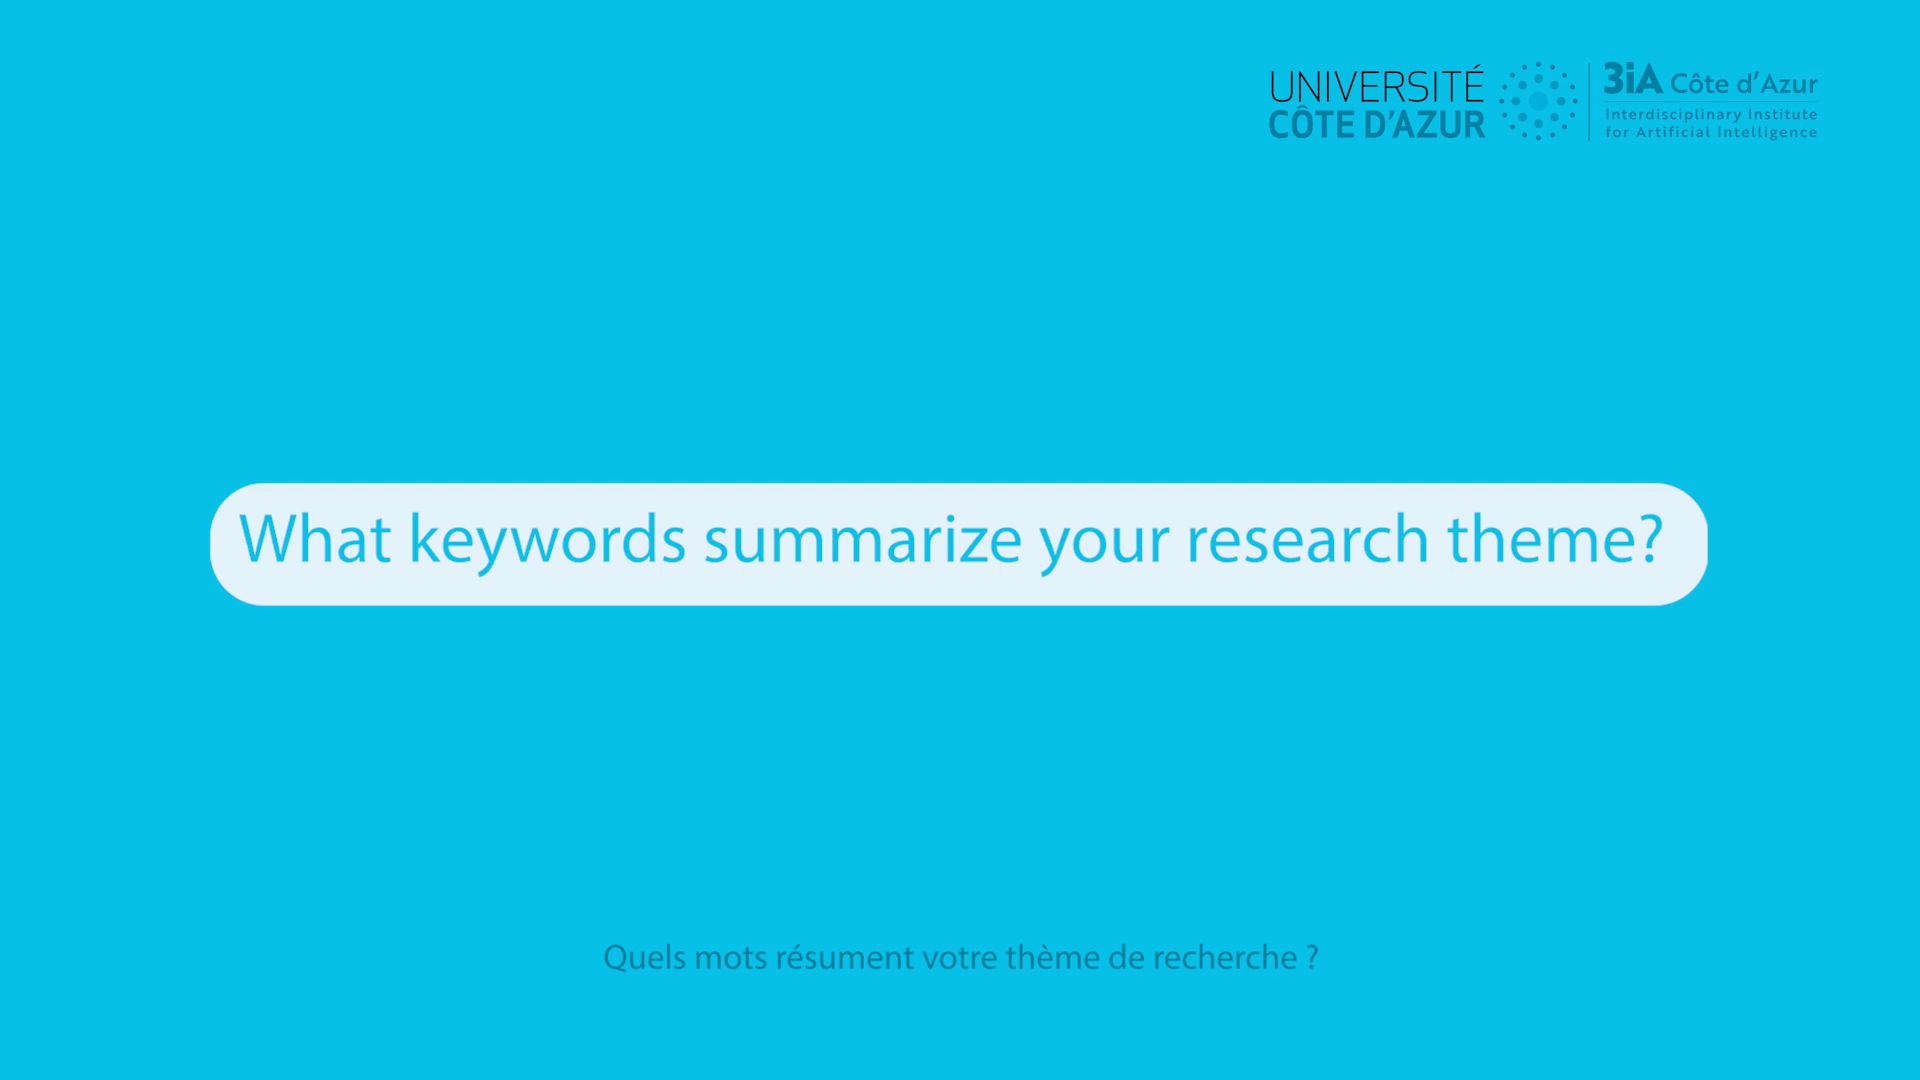 UNIVERSITÉ
CÔTE D'AZUR
3iA Côte d'Azur
Interdisciplinary Institute
for Artificial Intelligence
What keywords summarize your research theme?
Quels mots résument votre thème de recherche ?